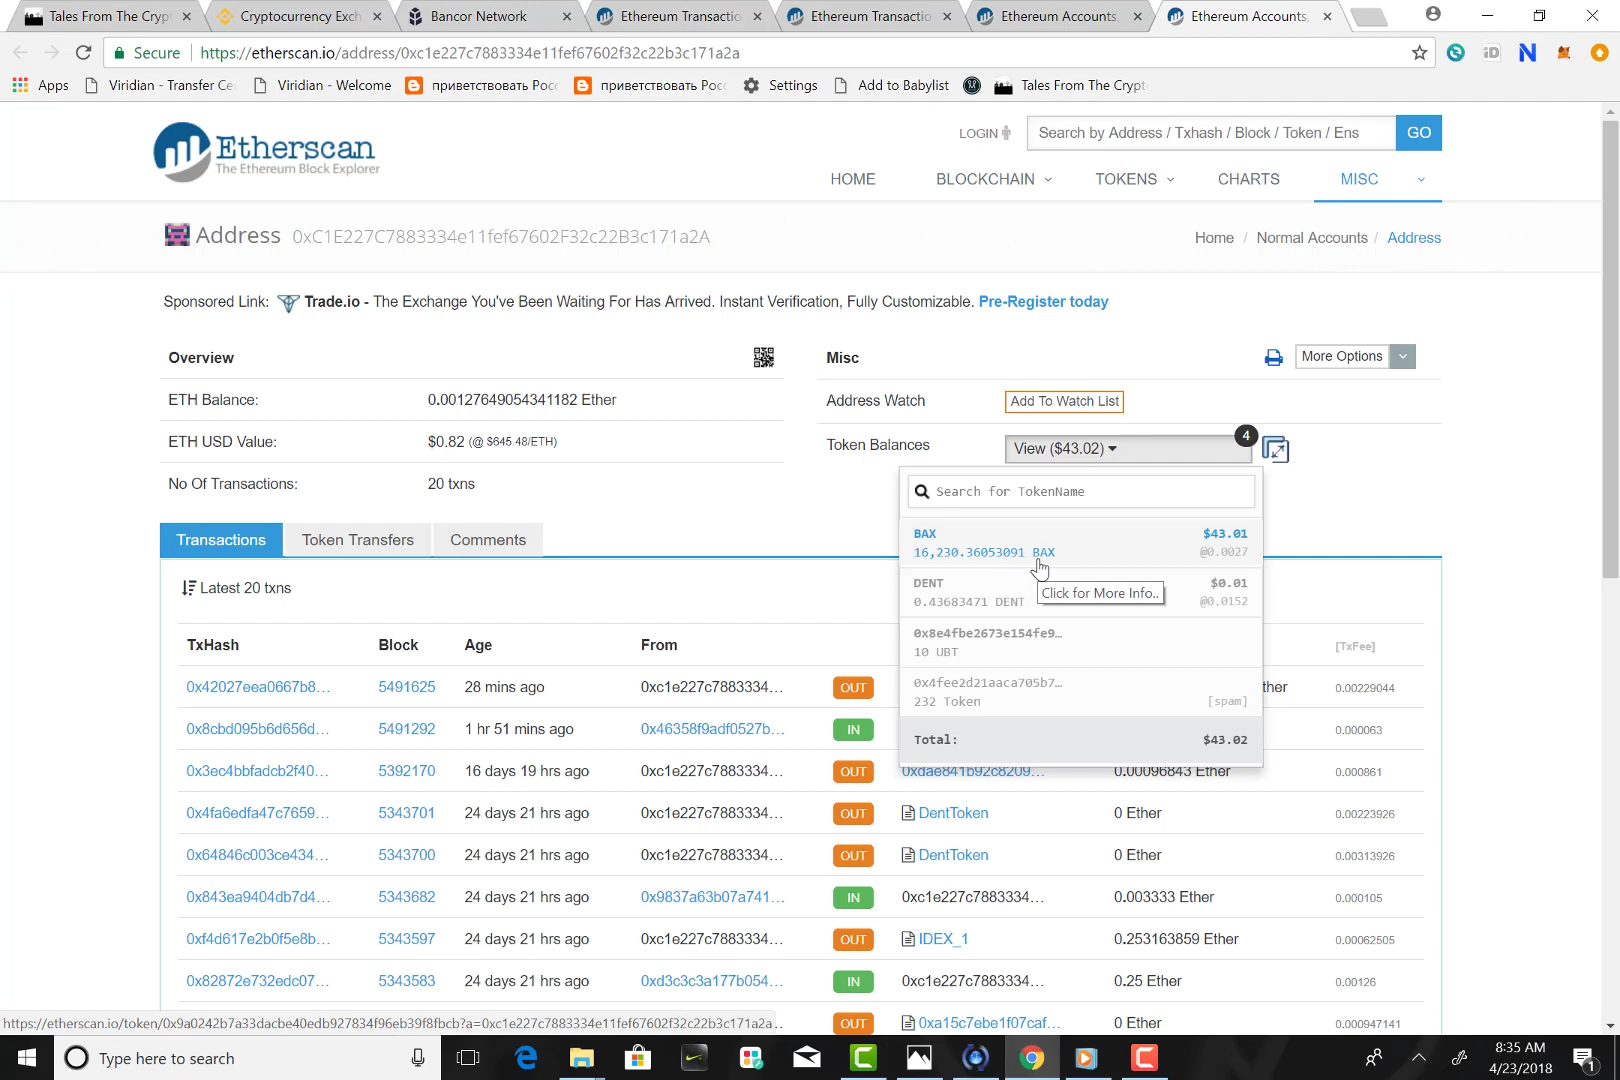 Tales From The Crypt
Cryptocurrency Exch
Bancor Network
Ethereum Transactio
Ethereum Transactio
Ethereum Accounts,
Ethereum Accounts,
Secure
https://etherscan.io/address/0xc1e227c7883334e11fef67602f32c22b3c171a2a
Apps
Viridian - Transfer Ce
Viridian - Welcome
приветствовать Росс
приветствовать Росс
Settings
Add to Babylist
Tales From The Crypt
LOGIN
Search by Address / Txhash / Block / Token / Ens
GO
Etherscan
The Ethereum Block Explorer
HOME
BLOCKCHAIN
TOKENS
CHARTS
MISC
Address 0xC1E227C7883334e11fef67602F32c22B3c171a2A
Home / Normal Accounts / Address
Sponsored Link: Trade.io - The Exchange You've Been Waiting For Has Arrived. Instant Verification, Fully Customizable. Pre-Register today
Overview
ETH Balance: 0.00127649054341182 Ether
ETH USD Value: $0.82 (@ $645.48/ETH)
No Of Transactions: 20 txns
Misc
More Options
Address Watch
Add To Watch List
Token Balances
View ($43.02)
4
Search for TokenName
BAX $43.01
16,230.36053091 BAX @0.0027
Click for More Info..
DENT $0.01
0.43683471 DENT @0.0152
0x8e4fbe2673e154fe9…
10 UBT
0x4fee2d21aaca705b7…
232 Token [spam]
Total: $43.02
Transactions
Token Transfers
Comments
Latest 20 txns
TxHash Block Age From [TxFee]
0x42027eea0667b8… 5491625 28 mins ago 0xc1e227c7883334… OUT ther 0.00229044
0x8cbd095b6d656d… 5491292 1 hr 51 mins ago 0x46358f9adf0527b… IN 0.000063
0x3ec4bbfadcb2f40… 5392170 16 days 19 hrs ago 0xc1e227c7883334… OUT 0xdae841b92c8209… 0.00096843 Ether 0.000861
0x4fa6edfa47c7659… 5343701 24 days 21 hrs ago 0xc1e227c7883334… OUT DentToken 0 Ether 0.00223926
0x64846c003ce434… 5343700 24 days 21 hrs ago 0xc1e227c7883334… OUT DentToken 0 Ether 0.00313926
0x843ea9404db7d4… 5343682 24 days 21 hrs ago 0x9837a63b07a741… IN 0xc1e227c7883334… 0.003333 Ether 0.000105
0xf4d617e2b0f5e8b… 5343597 24 days 21 hrs ago 0xc1e227c7883334… OUT IDEX_1 0.253163859 Ether 0.00062505
0x82872e732edc07… 5343583 24 days 21 hrs ago 0xd3c3c3a177b054… IN 0xc1e227c7883334… 0.25 Ether 0.00126
OUT 0xa15c7ebe1f07caf… 0 Ether 0.000947141
https://etherscan.io/token/0x9a0242b7a33dacbe40edb927834f96eb39f8fbcb?a=0xc1e227c7883334e11fef67602f32c22b3c171a2a
Type here to search
8:35 AM
4/23/2018
1